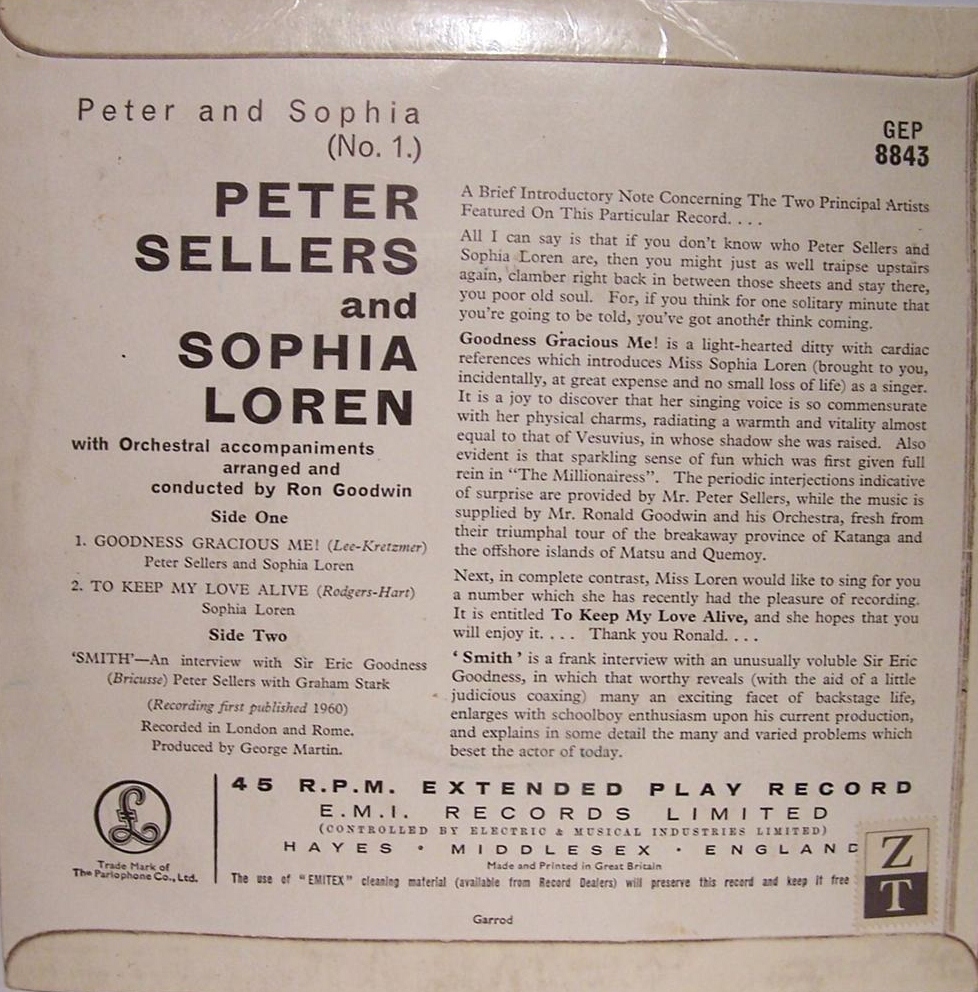 Peter and Sophia
(No. 1.)
PETER
SELLERS
and
SOPHIA
LOREN
with Orchestral accompaniments
arranged and
conducted by Ron Goodwin
Side One
1. GOODNESS GRACIOUS ME! (Lee-Kretzmer)
Peter Sellers and Sophia Loren
2. TO KEEP MY LOVE ALIVE (Rodgers-Hart)
Sophia Loren
Side Two
‘SMITH’—An interview with Sir Eric Goodness
(Bricusse) Peter Sellers with Graham Stark
(Recording first published 1960)
Recorded in London and Rome.
Produced by George Martin.
GEP
8843
A Brief Introductory Note Concerning The Two Principal Artists
Featured On This Particular Record. . . .
All I can say is that if you don’t know who Peter Sellers and
Sophia Loren are, then you might just as well traipse upstairs
again, clamber right back in between those sheets and stay there,
you poor old soul. For, if you think for one solitary minute that
you’re going to be told, you’ve got another think coming.
Goodness Gracious Me! is a light-hearted ditty with cardiac
references which introduces Miss Sophia Loren (brought to you,
incidentally, at great expense and no small loss of life) as a singer.
It is a joy to discover that her singing voice is so commensurate
with her physical charms, radiating a warmth and vitality almost
equal to that of Vesuvius, in whose shadow she was raised. Also
evident is that sparkling sense of fun which was first given full
rein in “The Millionairess”. The periodic interjections indicative
of surprise are provided by Mr. Peter Sellers, while the music is
supplied by Mr. Ronald Goodwin and his Orchestra, fresh from
their triumphal tour of the breakaway province of Katanga and
the offshore islands of Matsu and Quemoy.
Next, in complete contrast, Miss Loren would like to sing for you
a number which she has recently had the pleasure of recording.
It is entitled To Keep My Love Alive, and she hopes that you
will enjoy it. . . . Thank you Ronald. . . .
‘ Smith ’ is a frank interview with an unusually voluble Sir Eric
Goodness, in which that worthy reveals (with the aid of a little
judicious coaxing) many an exciting facet of backstage life,
enlarges with schoolboy enthusiasm upon his current production,
and explains in some detail the many and varied problems which
beset the actor of today.
£
Trade Mark of
The Parlophone Co., Ltd.
45 R.P.M. EXTENDED PLAY RECORD
E.M.I. RECORDS LIMITED
(CONTROLLED BY ELECTRIC & MUSICAL INDUSTRIES LIMITED)
HAYES • MIDDLESEX • ENGLAND
Made and Printed in Great Britain
The use of “EMITEX” cleaning material (available from Record Dealers) will preserve this record and keep it free
Z
T
Garrod